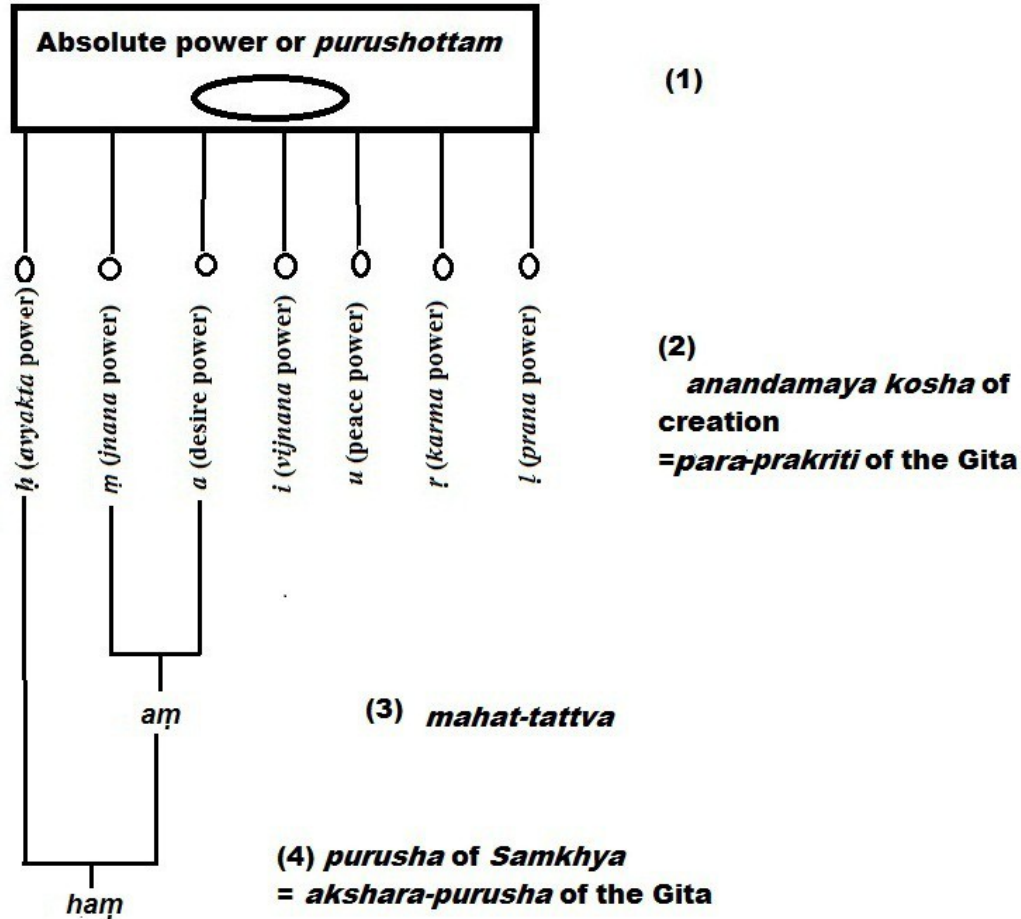 Absolute power or purushottam
(1)
ḥ (avyakta power)
ṃ (jnana power)
a (desire power)
i (vijnana power)
u (peace power)
ṛ (karma power)
ḷ (prana power)
(2)
anandamaya kosha of
creation
=para-prakriti of the Gita
aṃ
(3) mahat-tattva
(4) purusha of Samkhya
= akshara-purusha of the Gita
haṃ